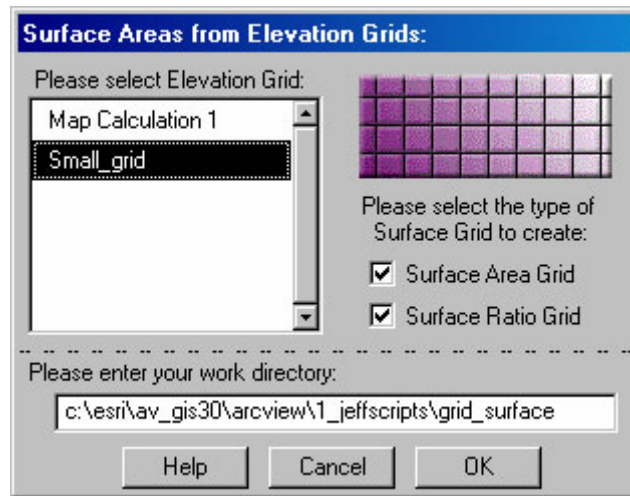 Surface Areas from Elevation Grids:
Please select Elevation Grid:
Map Calculation 1
Small_grid
Please select the type of
Surface Grid to create:
Surface Area Grid
Surface Ratio Grid
Please enter your work directory:
c:\esri\av_gis30\arcview\1_jeffscripts\grid_surface
Help
Cancel
OK